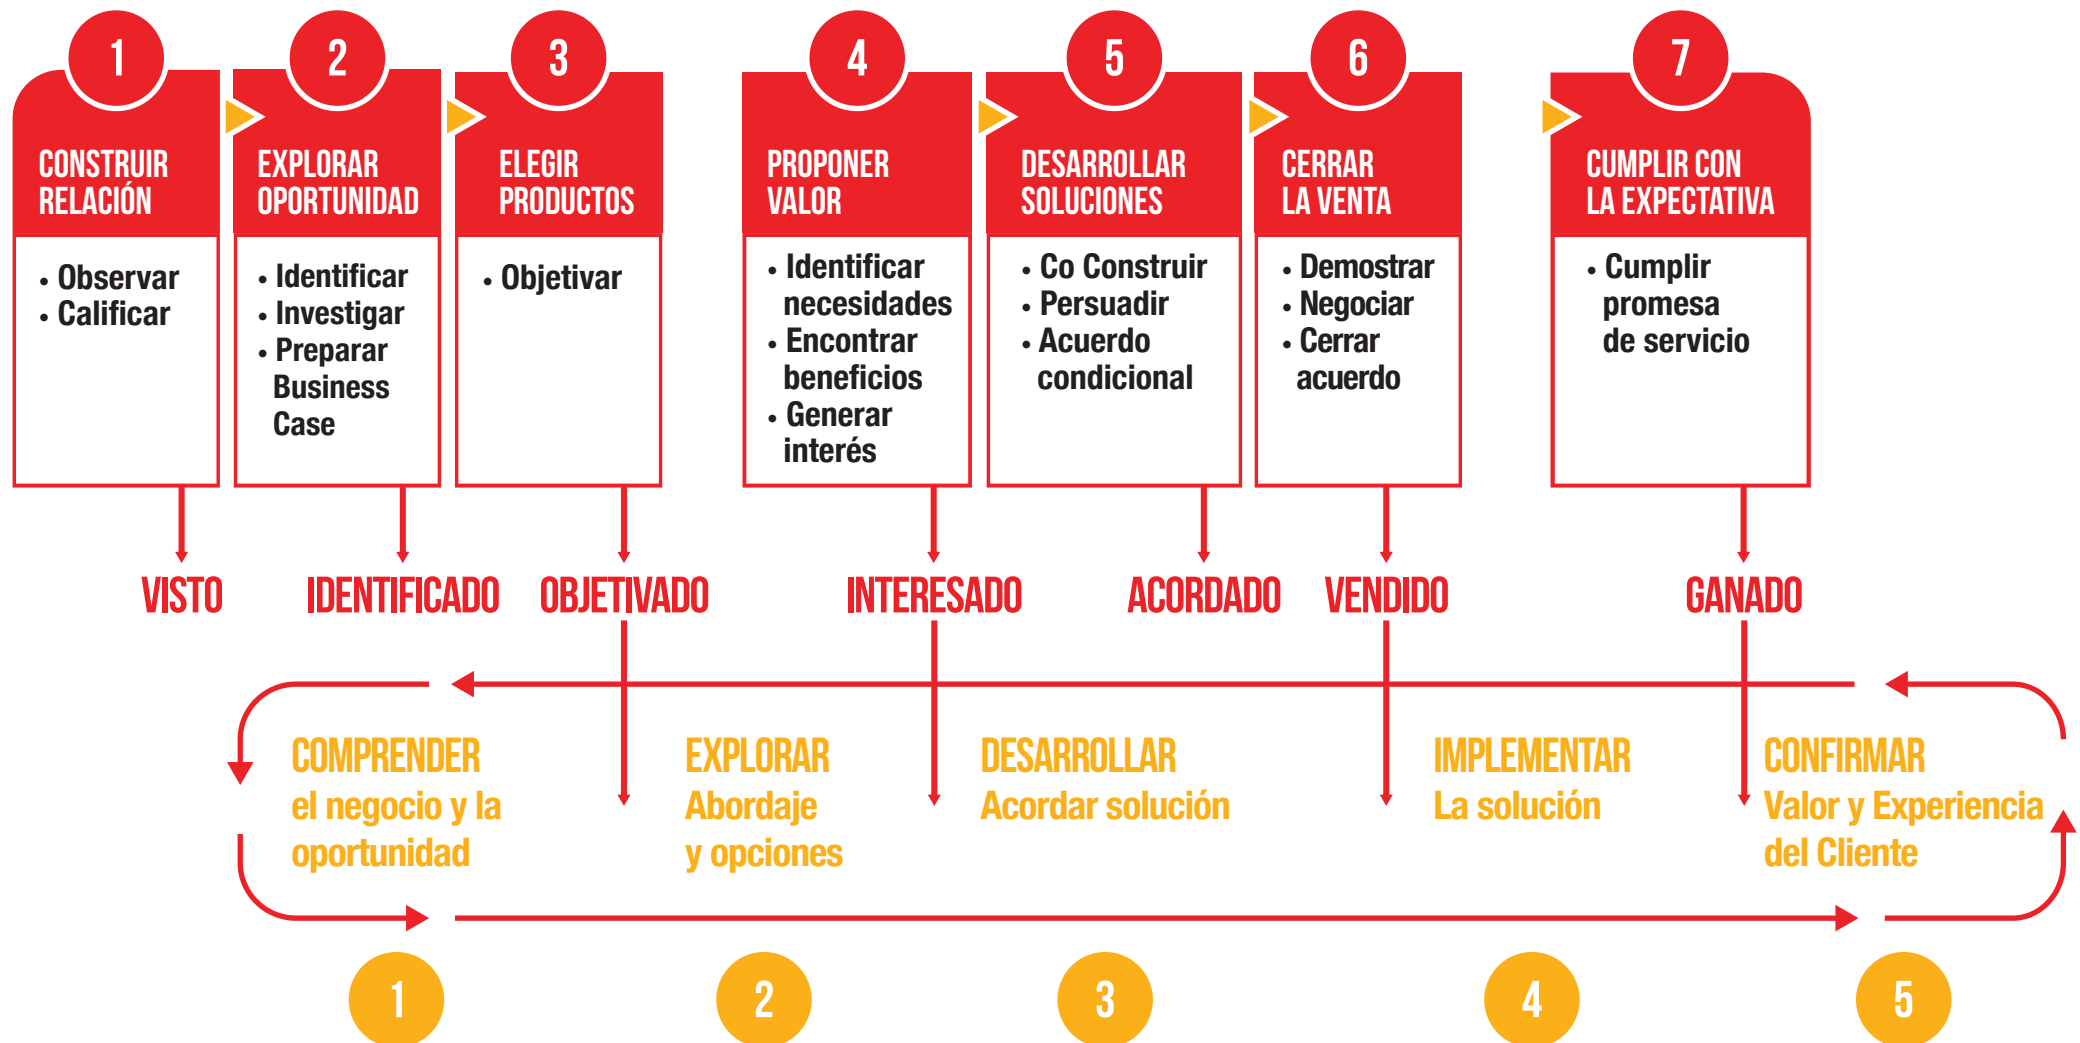 1
CONSTRUIR
RELACIÓN
• Observar
• Calificar
VISTO
2
EXPLORAR
OPORTUNIDAD
• Identificar
• Investigar
• Preparar
Business
Case
IDENTIFICADO
3
ELEGIR
PRODUCTOS
• Objetivar
OBJETIVADO
4
PROPONER
VALOR
• Identificar
necesidades
• Encontrar
beneficios
• Generar
interés
INTERESADO
5
DESARROLLAR
SOLUCIONES
• Co Construir
• Persuadir
• Acuerdo
condicional
ACORDADO
6
CERRAR
LA VENTA
• Demostrar
• Negociar
• Cerrar
acuerdo
VENDIDO
7
CUMPLIR CON
LA EXPECTATIVA
• Cumplir
promesa
de servicio
GANADO
COMPRENDER
el negocio y la
oportunidad
1
EXPLORAR
Abordaje
y opciones
2
DESARROLLAR
Acordar solución
3
IMPLEMENTAR
La solución
4
CONFIRMAR
Valor y Experiencia
del Cliente
5